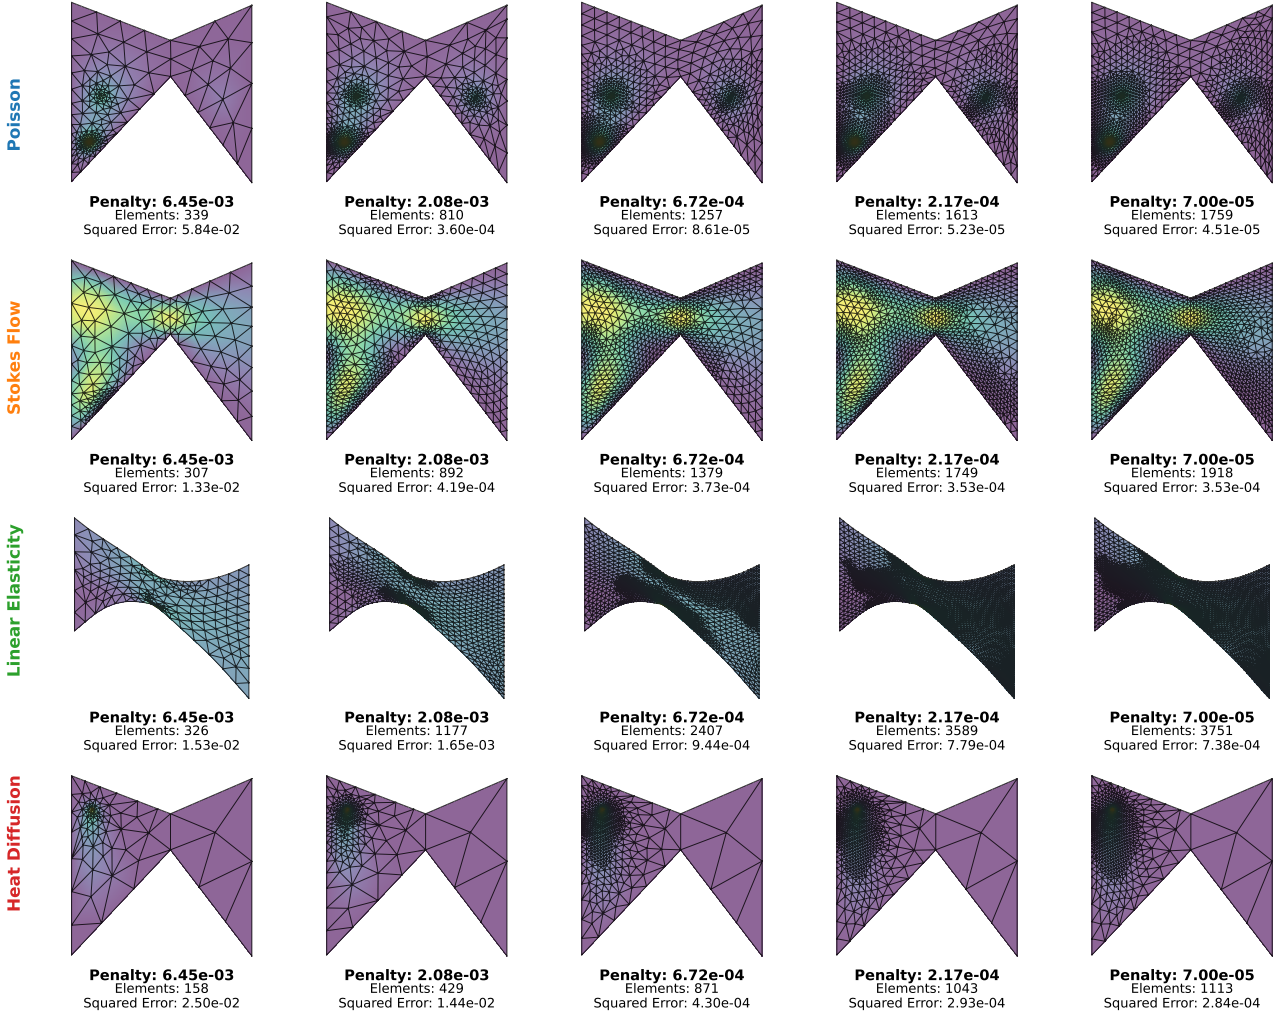 Poisson
Penalty: 6.45e-03
Elements: 339
Squared Error: 5.84e-02
Penalty: 2.08e-03
Elements: 810
Squared Error: 3.60e-04
Penalty: 6.72e-04
Elements: 1257
Squared Error: 8.61e-05
Penalty: 2.17e-04
Elements: 1613
Squared Error: 5.23e-05
Penalty: 7.00e-05
Elements: 1759
Squared Error: 4.51e-05
Stokes Flow
Penalty: 6.45e-03
Elements: 307
Squared Error: 1.33e-02
Penalty: 2.08e-03
Elements: 892
Squared Error: 4.19e-04
Penalty: 6.72e-04
Elements: 1379
Squared Error: 3.73e-04
Penalty: 2.17e-04
Elements: 1749
Squared Error: 3.53e-04
Penalty: 7.00e-05
Elements: 1918
Squared Error: 3.53e-04
Linear Elasticity
Penalty: 6.45e-03
Elements: 326
Squared Error: 1.53e-02
Penalty: 2.08e-03
Elements: 1177
Squared Error: 1.65e-03
Penalty: 6.72e-04
Elements: 2407
Squared Error: 9.44e-04
Penalty: 2.17e-04
Elements: 3589
Squared Error: 7.79e-04
Penalty: 7.00e-05
Elements: 3751
Squared Error: 7.38e-04
Heat Diffusion
Penalty: 6.45e-03
Elements: 158
Squared Error: 2.50e-02
Penalty: 2.08e-03
Elements: 429
Squared Error: 1.44e-02
Penalty: 6.72e-04
Elements: 871
Squared Error: 4.30e-04
Penalty: 2.17e-04
Elements: 1043
Squared Error: 2.93e-04
Penalty: 7.00e-05
Elements: 1113
Squared Error: 2.84e-04